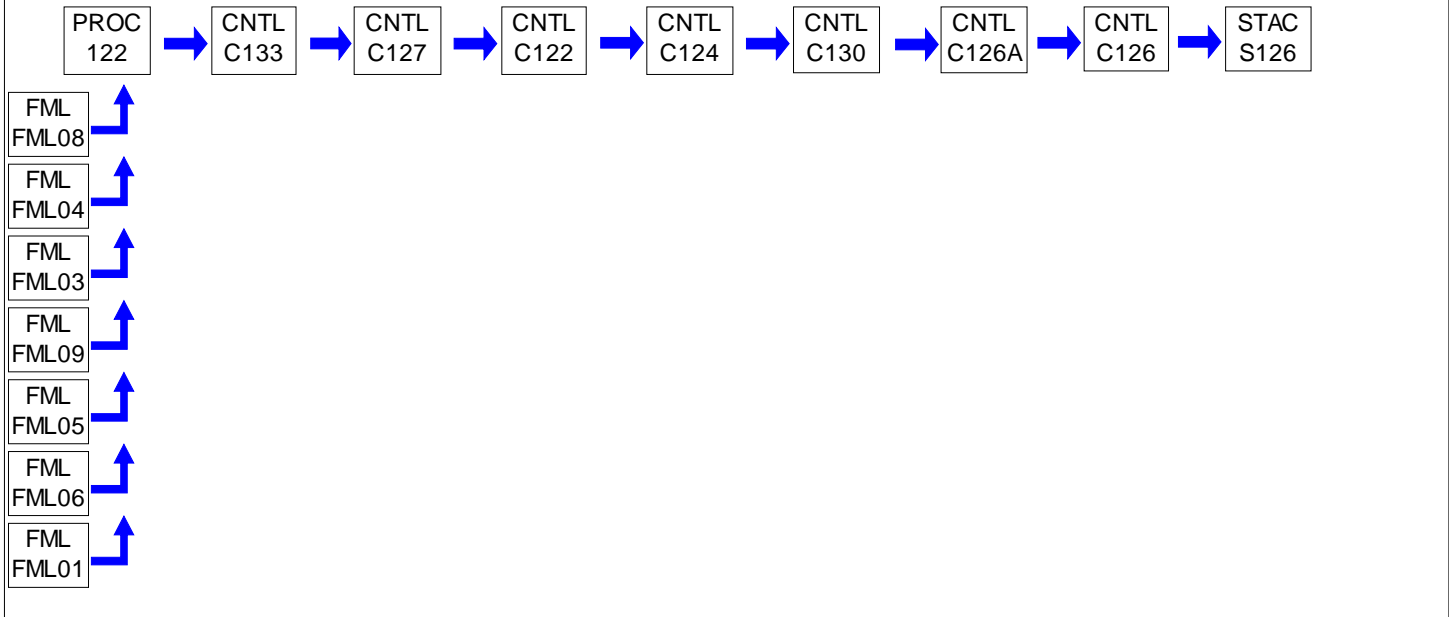 PROC
122
CNTL
C133
CNTL
C127
CNTL
C122
CNTL
C124
CNTL
C130
CNTL
C126A
CNTL
C126
STAC
S126
FML
FML08
FML
FML04
FML
FML03
FML
FML09
FML
FML05
FML
FML06
FML
FML01